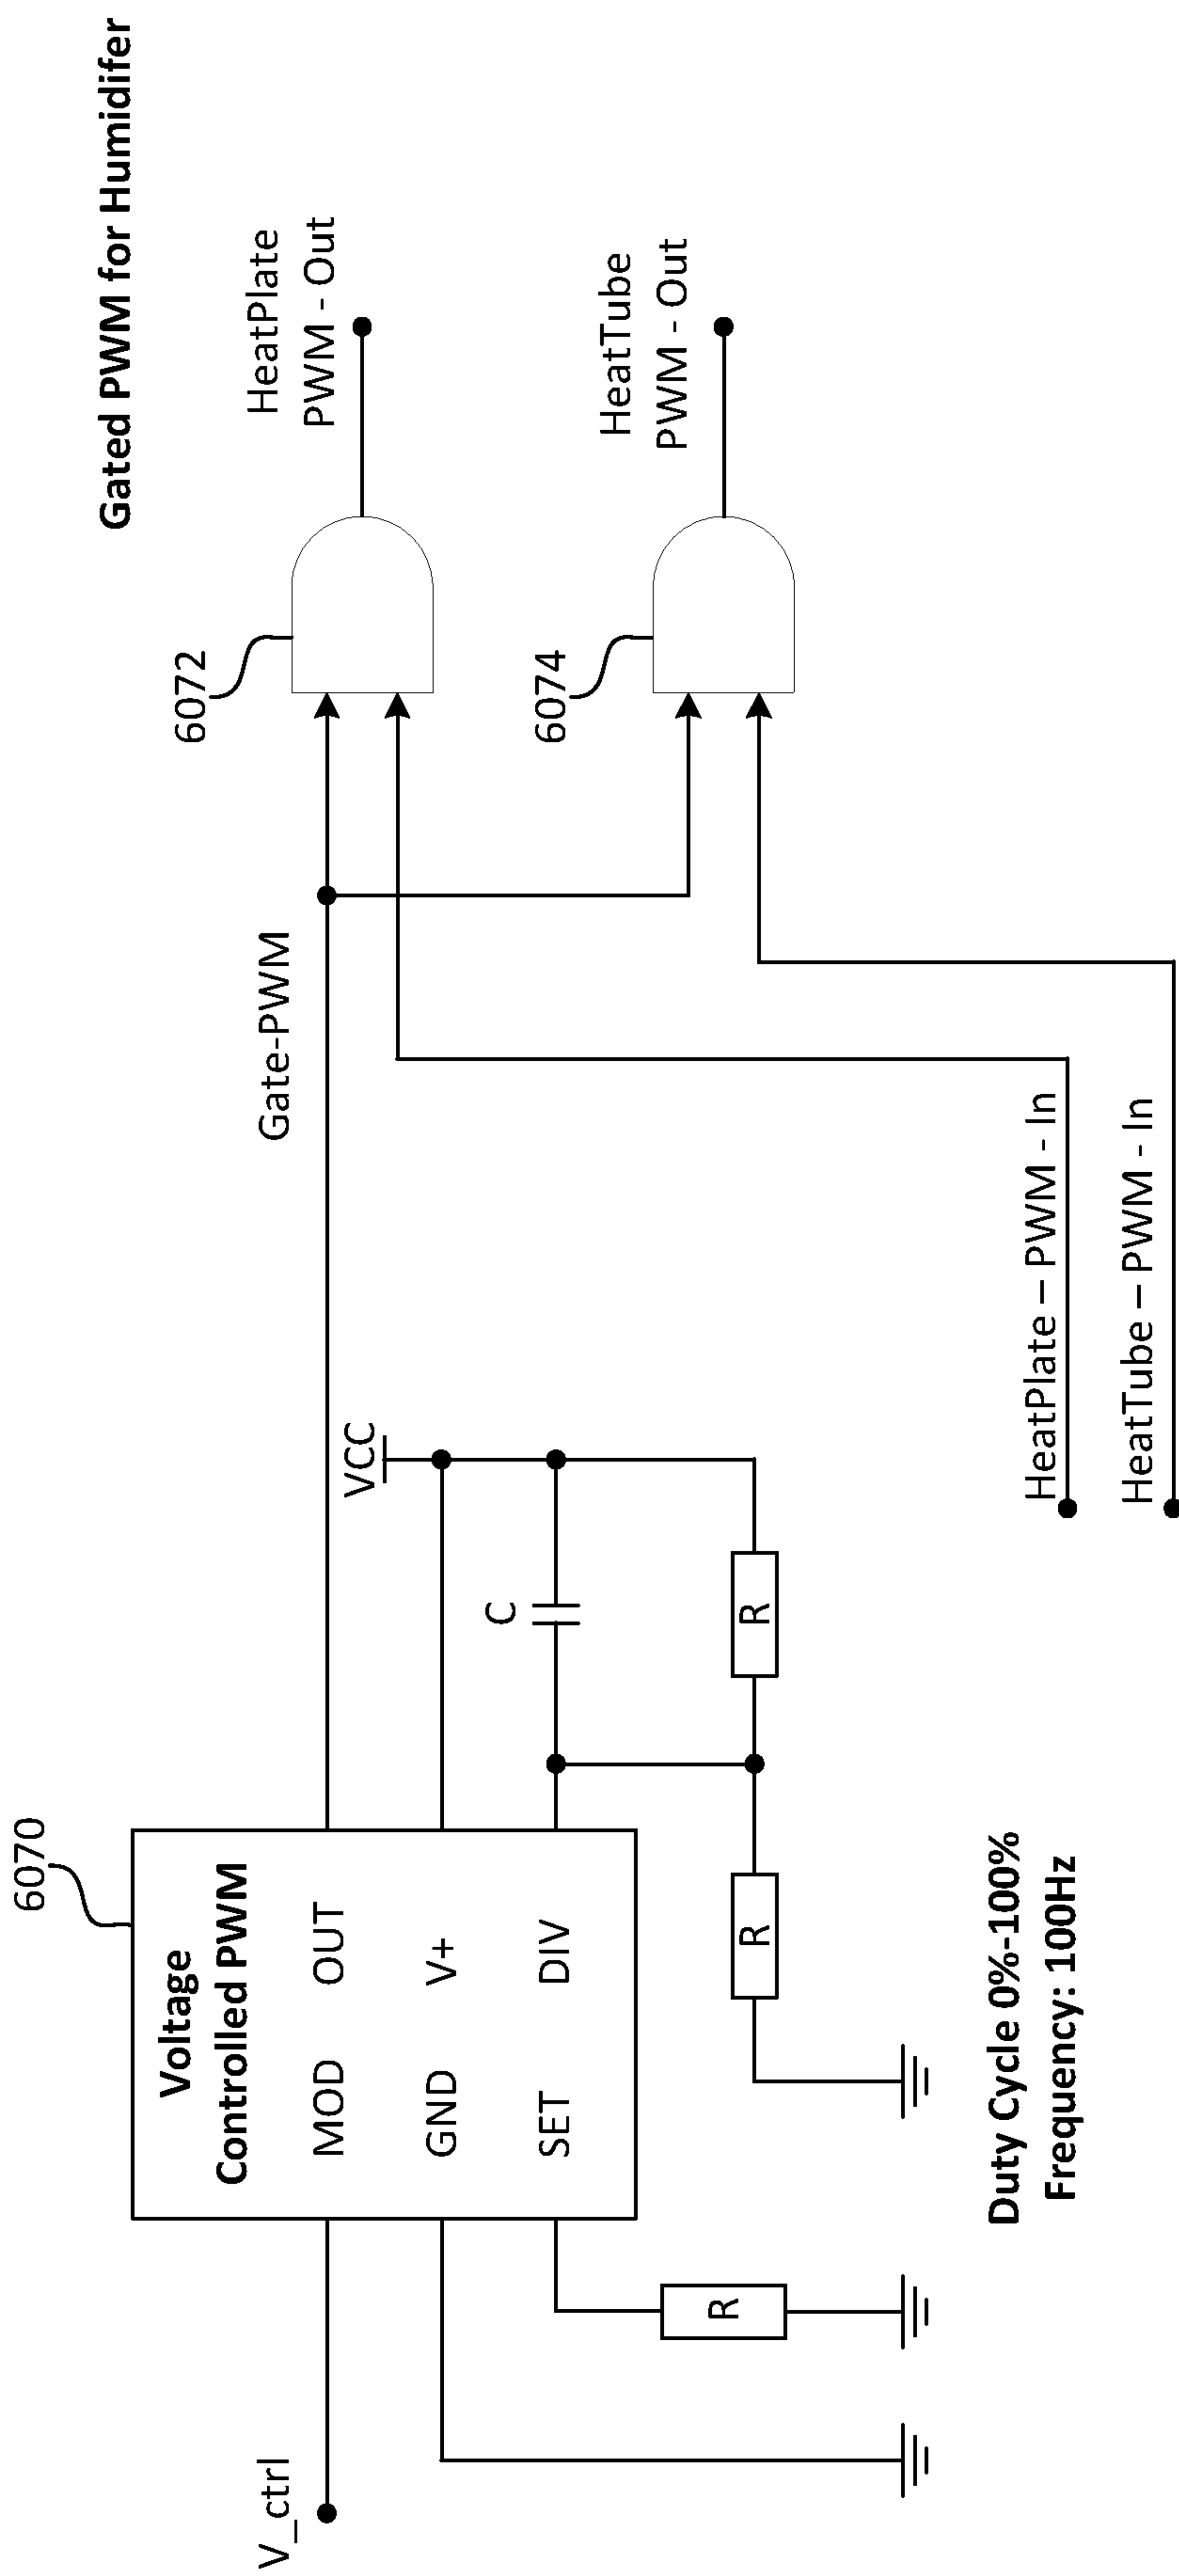 Gated PWM for Humidifer
6070
Voltage
Controlled PWM
MOD
OUT
GND
V+
SET
DIV
V_ctrl
Gate-PWM
6072
HeatPlate
PWM - Out
VCC
C
R
R
R
6074
HeatTube
PWM - Out
Duty Cycle 0%-100%
Frequency: 100Hz
HeatPlate – PWM - In
HeatTube – PWM - In